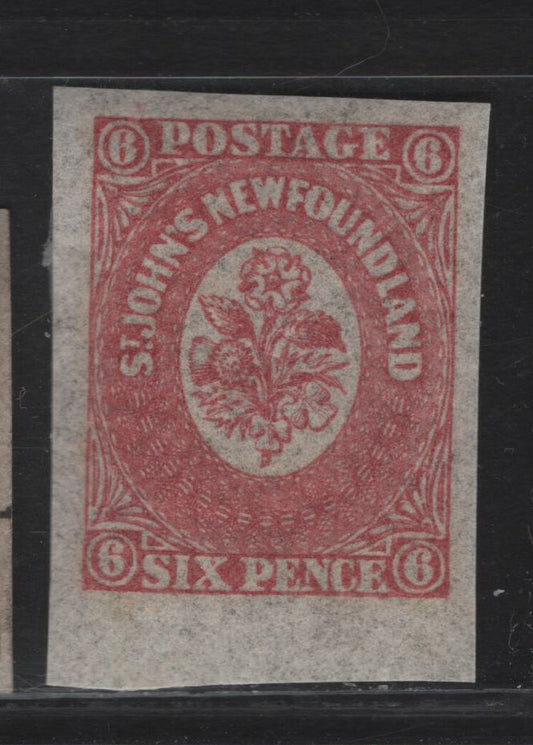 6 POSTAGE 6
ST. JOHN'S NEWFOUNDLAND
6 SIX PENCE 6